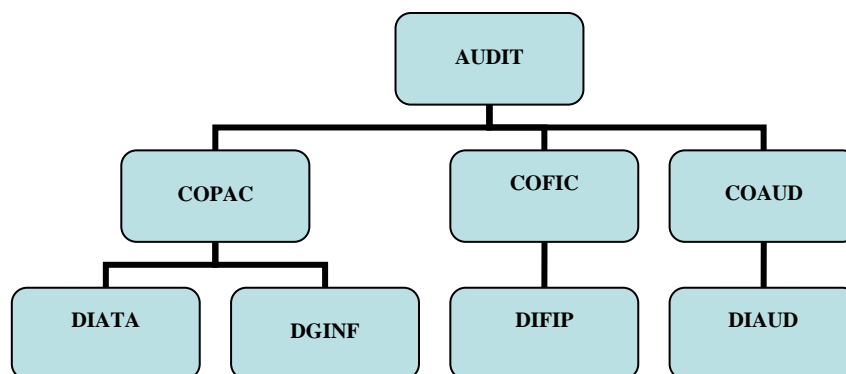 AUDIT
COPAC
COFIC
COAUD
DIATA
DGINF
DIFIP
DIAUD